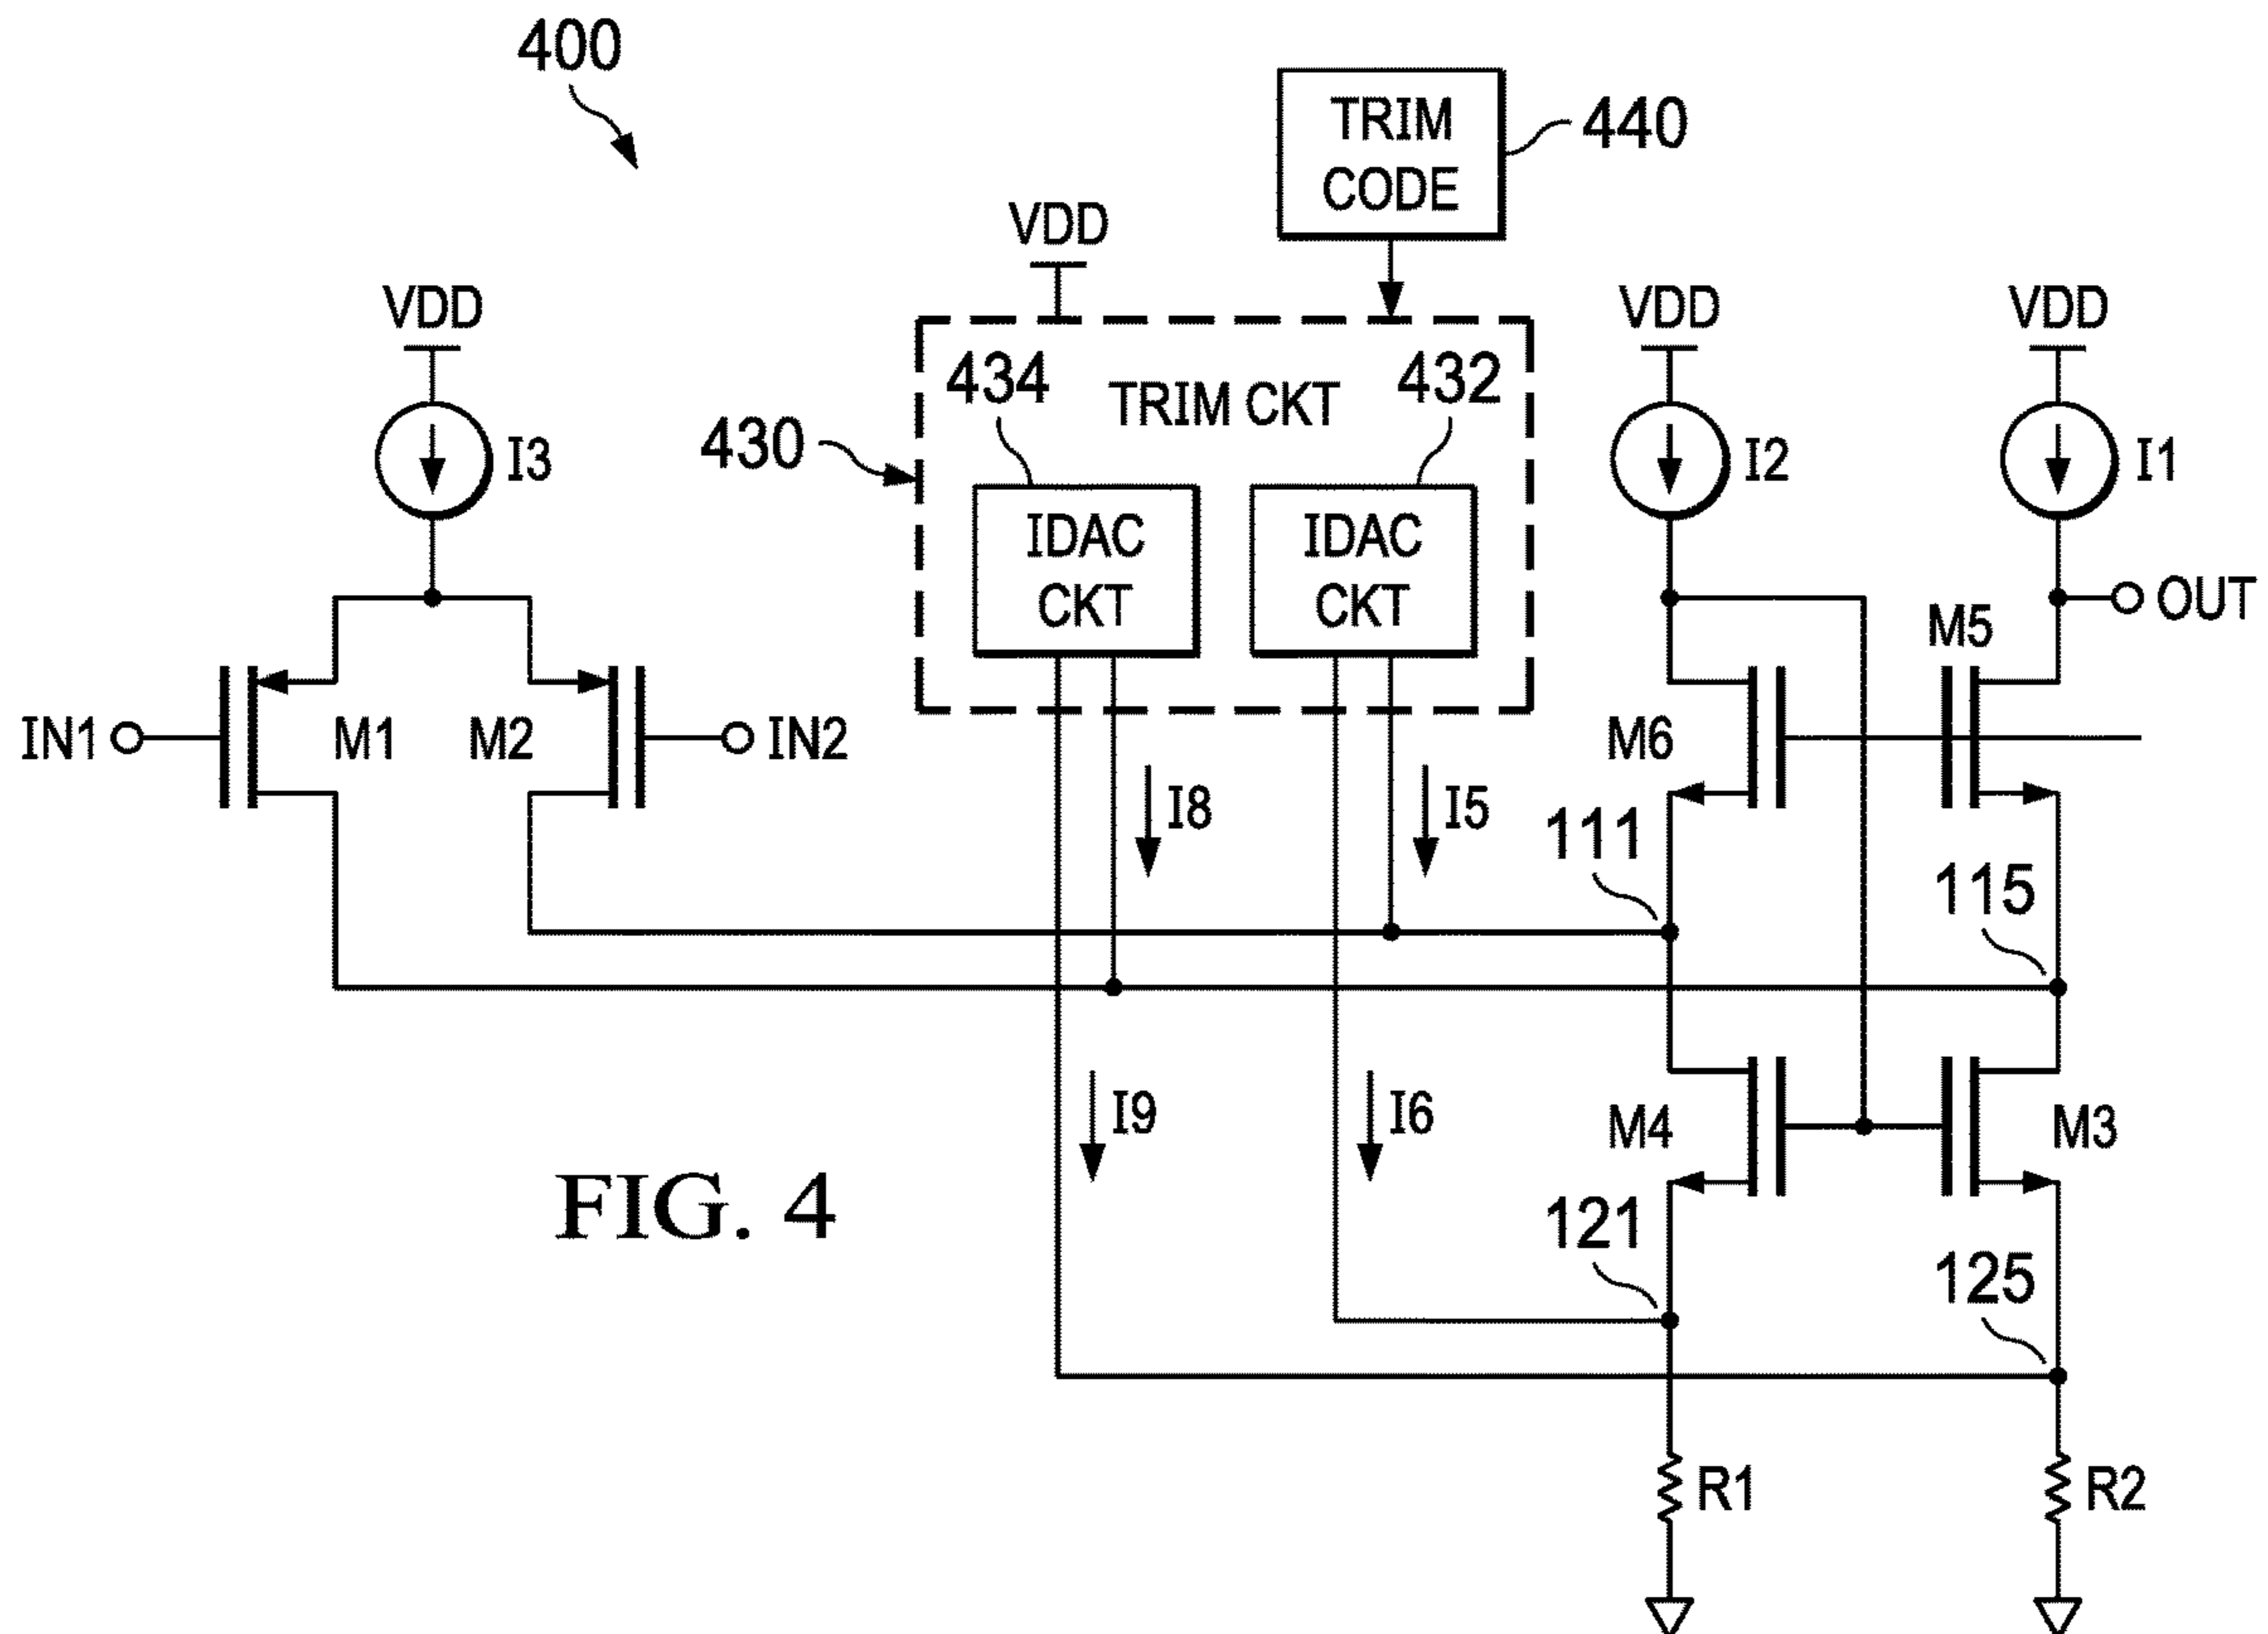 400
TRIM
CODE
440
VDD
VDD
VDD
VDD
434
TRIM CKT
432
430
I3
I2
I1
IDAC
CKT
IDAC
CKT
OUT
M5
IN1
M1
M2
IN2
M6
I8
I5
111
115
I9
I6
M4
M3
FIG. 4
121
125
R1
R2